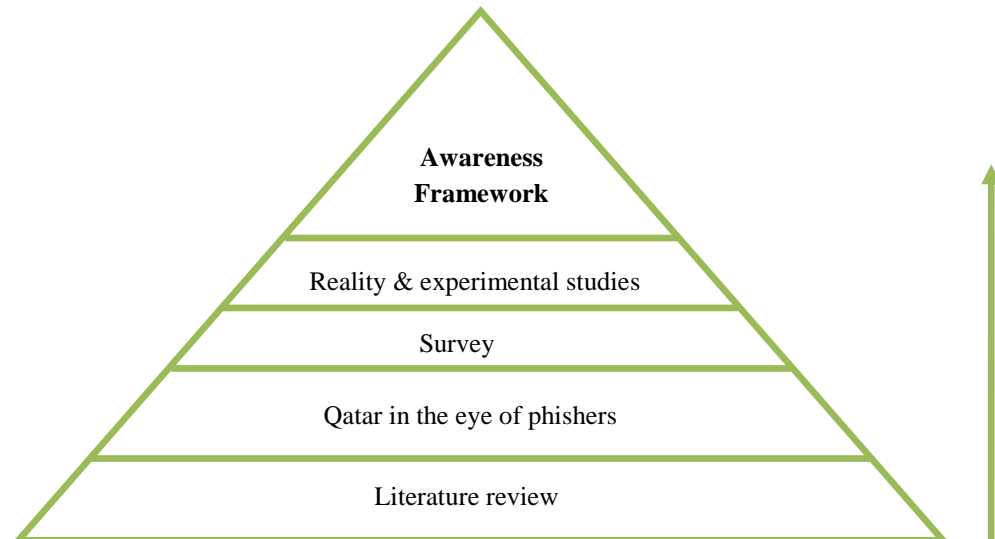 Awareness
Framework
Reality & experimental studies
Survey
Qatar in the eye of phishers
Literature review